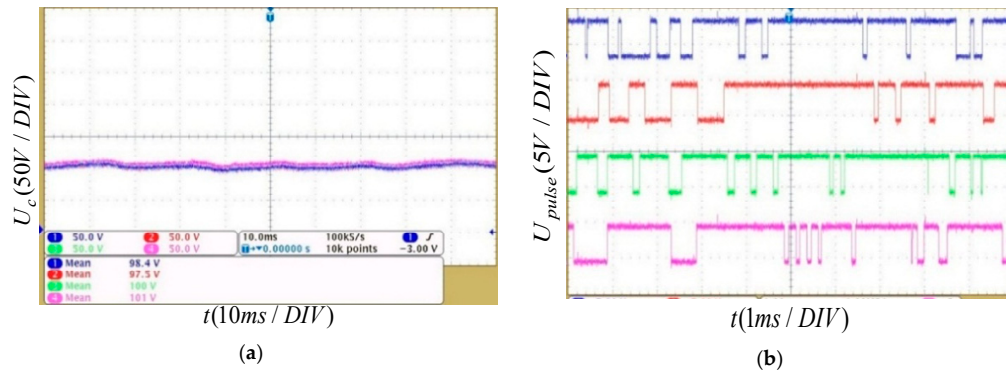 U_c(50V / DIV)
1 50.0 V 2 50.0 V
3 50.0 V 4 50.0 V
10.0ms 100kS/s 1
T→▼0.00000 s 10k points −3.00 V
1 Mean 98.4 V
2 Mean 97.5 V
3 Mean 100 V
4 Mean 101 V
t(10ms / DIV)
(a)
U_pulse(5V / DIV)
t(1ms / DIV)
(b)